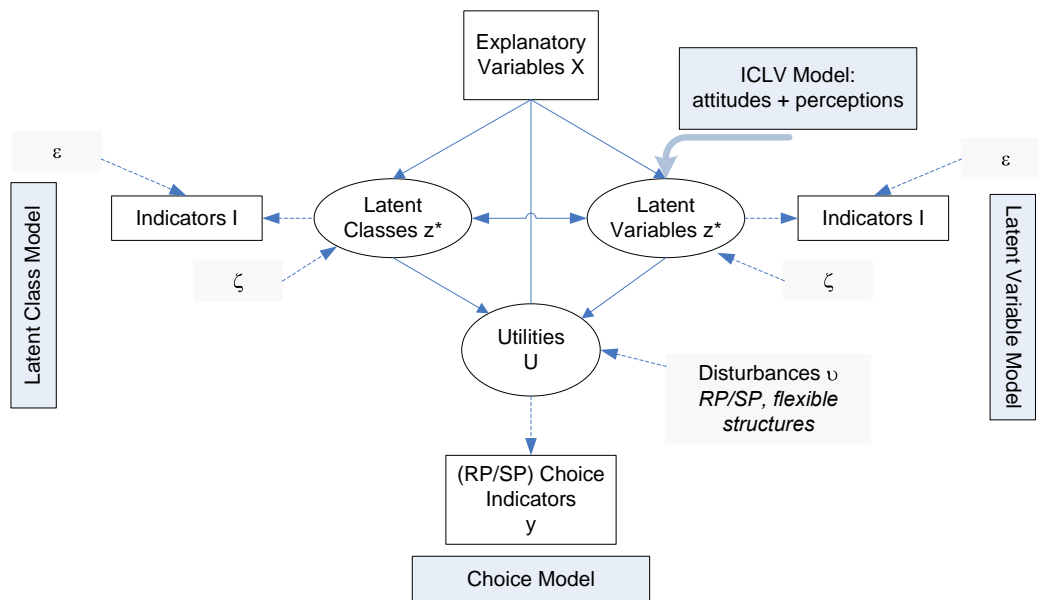 Explanatory
Variables X
ICLV Model:
attitudes + perceptions
ε
ε
Latent Class Model
Indicators I
Latent
Classes z*
Latent
Variables z*
Indicators I
Latent Variable Model
ζ
ζ
Utilities
U
Disturbances υ
RP/SP, flexible
structures
(RP/SP) Choice
Indicators
y
Choice Model